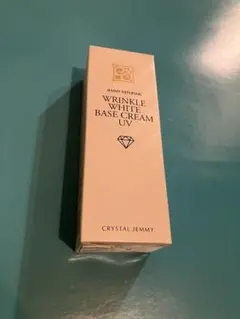 WRINKLE
WHITE
BASE CREAM
UV
CRYSTAL JEMMY